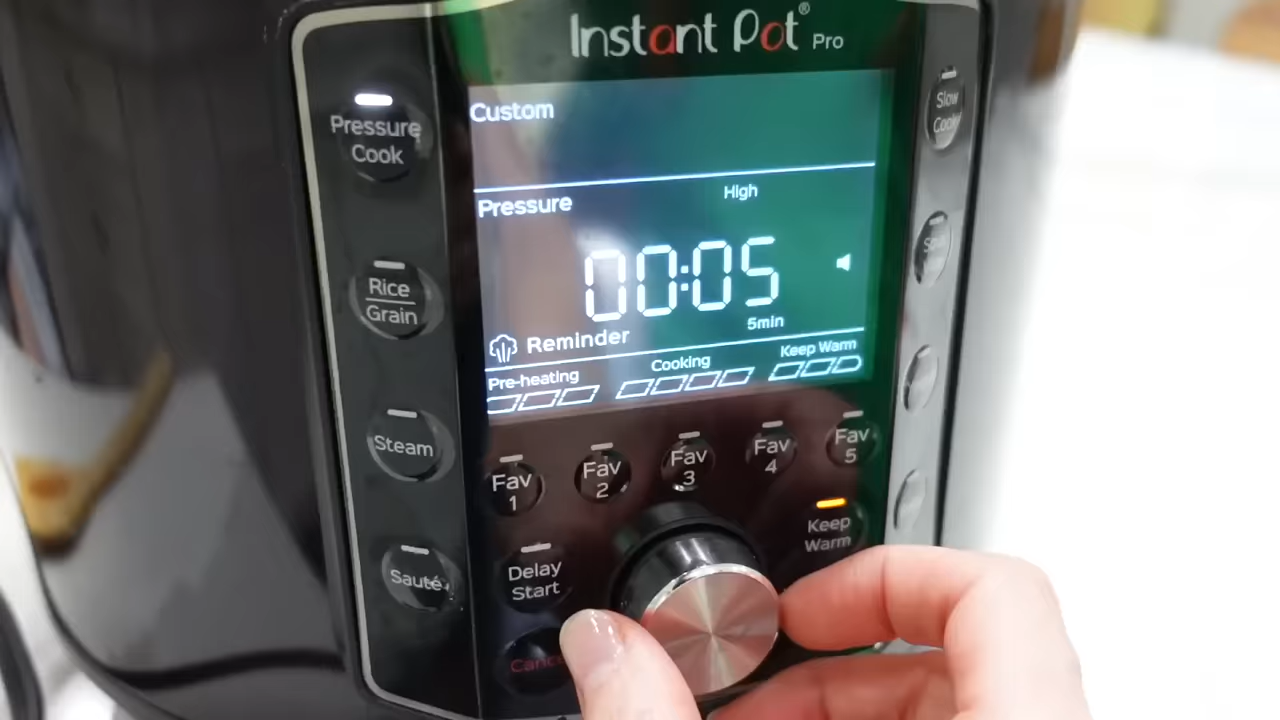 Instant Pot® Pro
Custom
Pressure
High
00:05
5min
Reminder
Pre-heating
Cooking
Keep Warm
Pressure
Cook
Rice
Grain
Steam
Sauté
Slow
Cook
Fav
1
Fav
2
Fav
3
Fav
4
Fav
5
Delay
Start
Keep
Warm